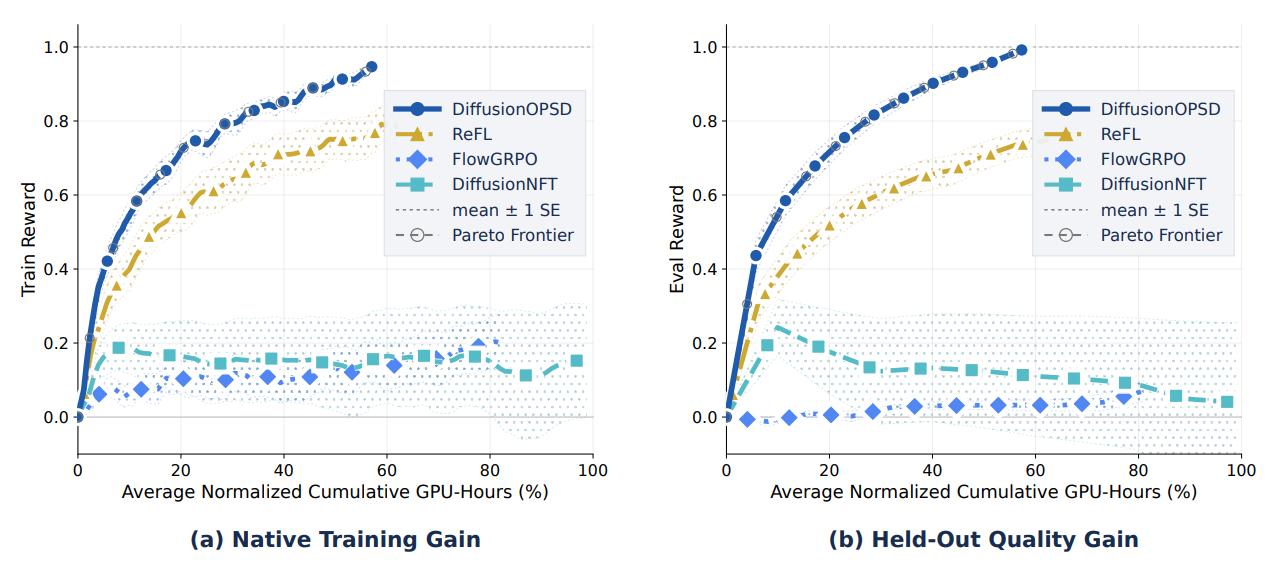 1.0
0.8
0.6
0.4
0.2
0.0
Train Reward
0 20 40 60 80 100
Average Normalized Cumulative GPU-Hours (%)
DiffusionOPSD
ReFL
FlowGRPO
DiffusionNFT
mean ± 1 SE
Pareto Frontier
(a) Native Training Gain
1.0
0.8
0.6
0.4
0.2
0.0
Eval Reward
0 20 40 60 80 100
Average Normalized Cumulative GPU-Hours (%)
DiffusionOPSD
ReFL
FlowGRPO
DiffusionNFT
mean ± 1 SE
Pareto Frontier
(b) Held-Out Quality Gain